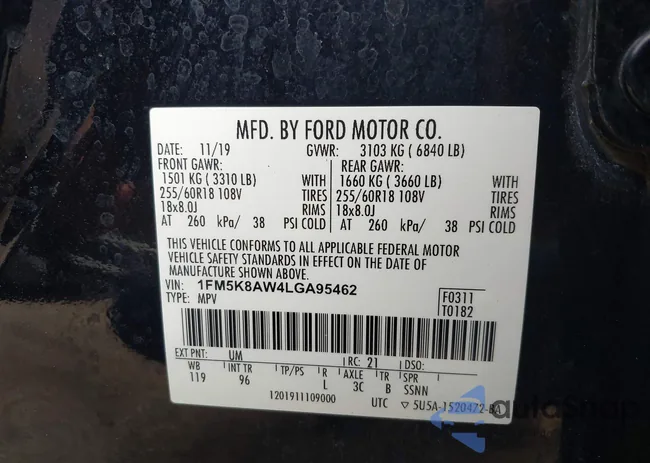 MFD. BY FORD MOTOR CO.
DATE: 11/19 GVWR: 3103 KG ( 6840 LB)
FRONT GAWR: REAR GAWR:
1501 KG ( 3310 LB) WITH 1660 KG ( 3660 LB) WITH
255/60R18 108V TIRES 255/60R18 108V TIRES
18x8.0J RIMS 18x8.0J RIMS
AT 260 kPa/ 38 PSI COLD AT 260 kPa/ 38 PSI COLD
THIS VEHICLE CONFORMS TO ALL APPLICABLE FEDERAL MOTOR
VEHICLE SAFETY STANDARDS IN EFFECT ON THE DATE OF
MANUFACTURE SHOWN ABOVE.
VIN: 1FM5K8AW4LGA95462
TYPE: MPV
F0311
T0182
EXT PNT: UM RC: 21 DSO:
WB INT TR TP/PS R AXLE TR SPR
119 96 L 3C B SSNN
1201911109000 UTC ▽ 5U5A-1520472-BA